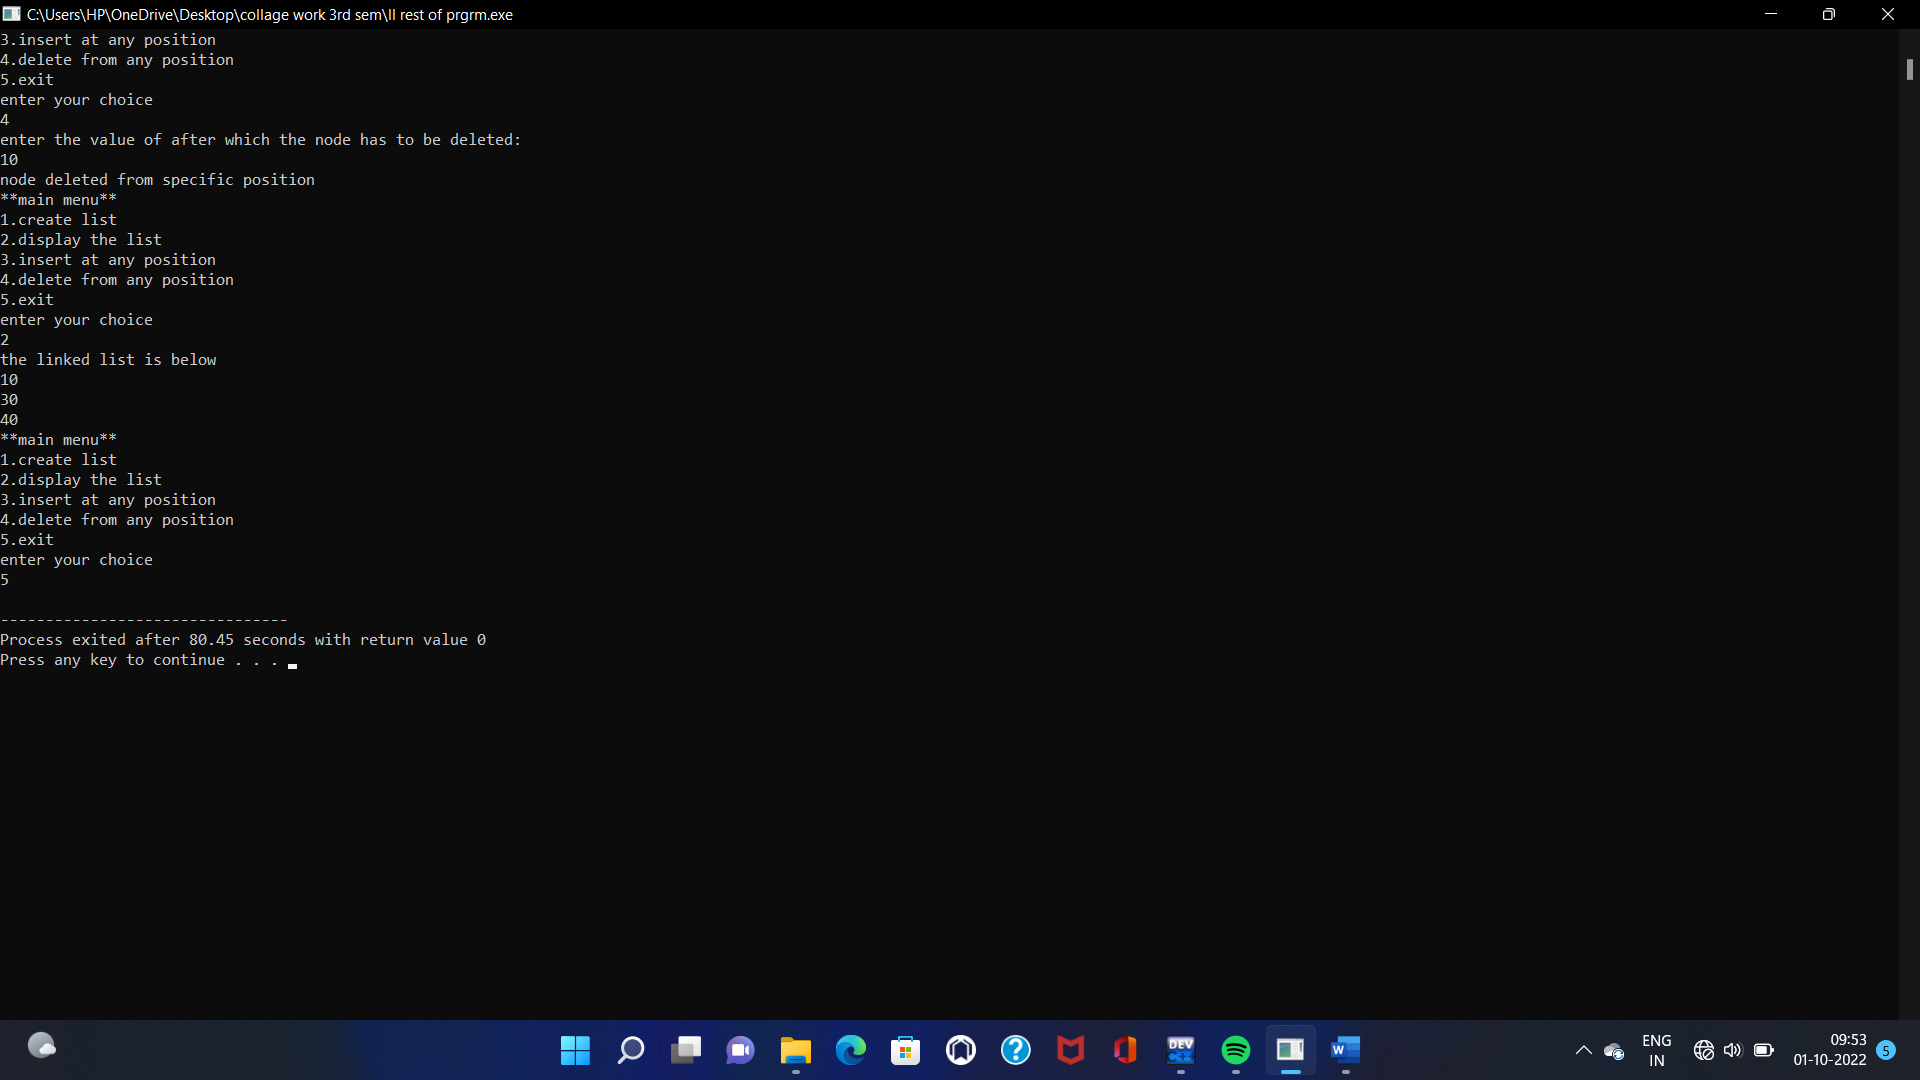 C:\Users\HP\OneDrive\Desktop\collage work 3rd sem\ll rest of prgrm.exe
3.insert at any position
4.delete from any position
5.exit
enter your choice
4
enter the value of after which the node has to be deleted:
10
node deleted from specific position
**main menu**
1.create list
2.display the list
3.insert at any position
4.delete from any position
5.exit
enter your choice
2
the linked list is below
10
30
40
**main menu**
1.create list
2.display the list
3.insert at any position
4.delete from any position
5.exit
enter your choice
5
--------------------------------
Process exited after 80.45 seconds with return value 0
Press any key to continue . . .
DEV
C++
W
ENG
IN
09:53
01-10-2022
5